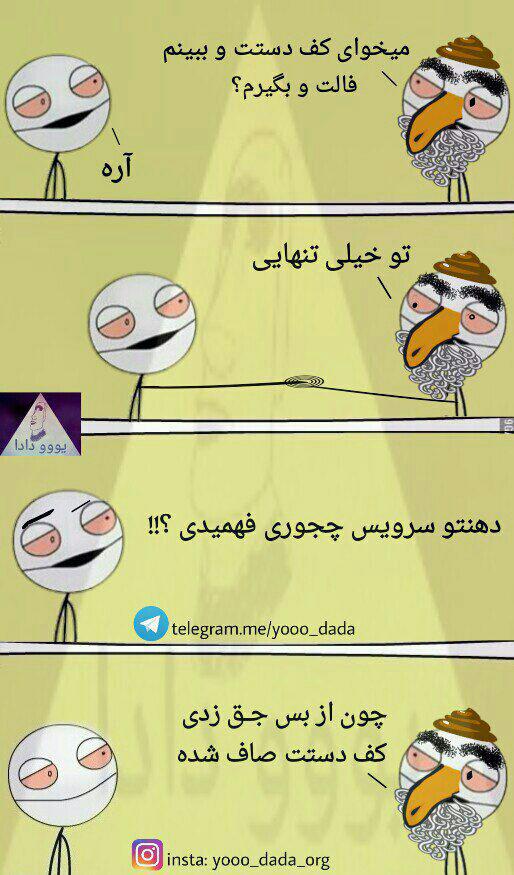 میخوای کف دستت و ببینم
فالت و بگیرم؟
آره
تو خیلی تنهایی
یووو دادا
دهنتو سرویس چجوری فهمیدی ؟!!
telegram.me/yooo_dada
چون از بس جـق زدی
کف دستت صاف شده
insta: yooo_dada_org